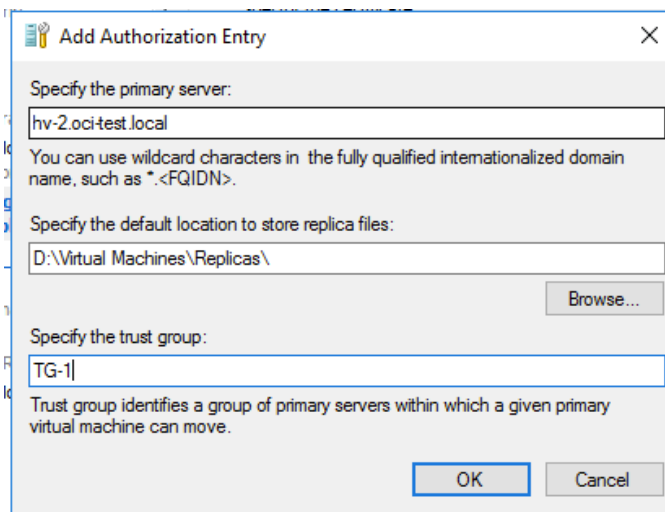 Add Authorization Entry
Specify the primary server:
hv-2.oci-test.local
You can use wildcard characters in the fully qualified internationalized domain
name, such as *.<FQIDN>.
Specify the default location to store replica files:
D:\Virtual Machines\Replicas\
Browse...
Specify the trust group:
TG-1
Trust group identifies a group of primary servers within which a given primary
virtual machine can move.
OK
Cancel